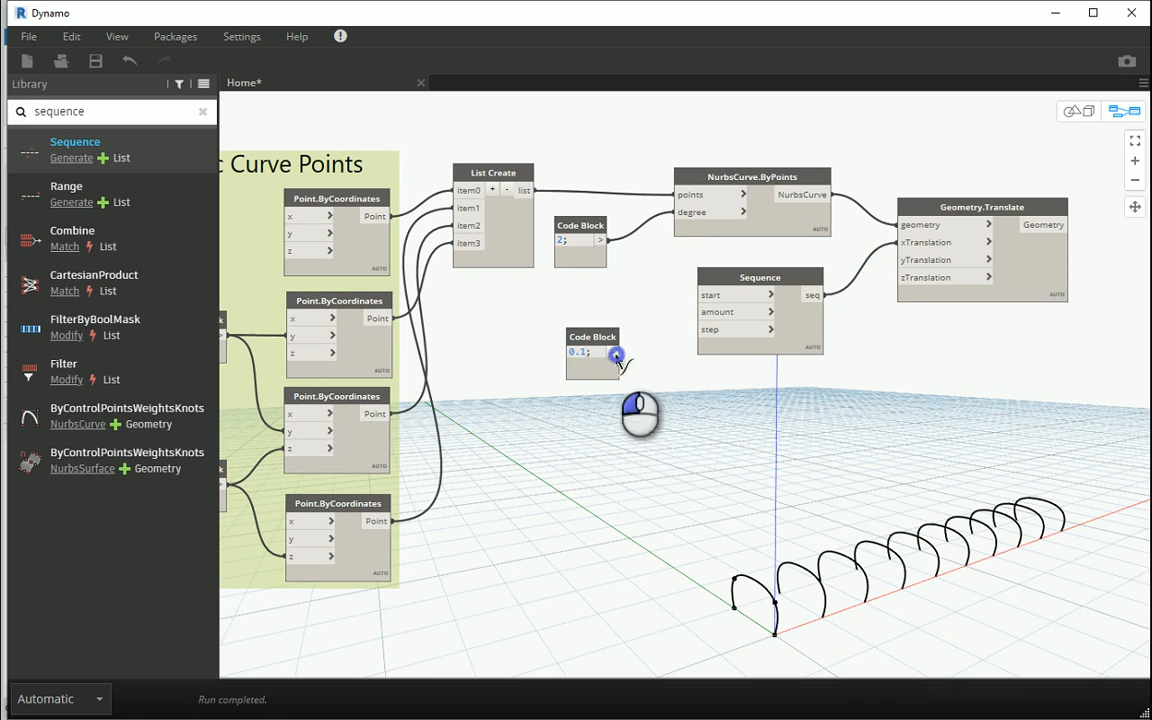 Dynamo
File Edit View Packages Settings Help
Library
Home*
sequence
Sequence
Generate List
Range
Generate List
Combine
Match List
CartesianProduct
Match List
FilterByBoolMask
Modify List
Filter
Modify List
ByControlPointsWeightsKnots
NurbsCurve Geometry
ByControlPointsWeightsKnots
NurbsSurface Geometry
Curve Points
Point.ByCoordinates
x Point
y
z
AUTO
Point.ByCoordinates
x Point
y
z
AUTO
Point.ByCoordinates
x Point
y
z
AUTO
Point.ByCoordinates
x Point
y
z
AUTO
List Create
item0 + - list
item1
item2
item3
Code Block
2; >
Code Block
0.1;
NurbsCurve.ByPoints
points > NurbsCurve
degree >
AUTO
Sequence
start > seq
amount >
step >
AUTO
Geometry.Translate
geometry > Geometry
xTranslation >
yTranslation >
zTranslation >
AUTO
Automatic
Run completed.